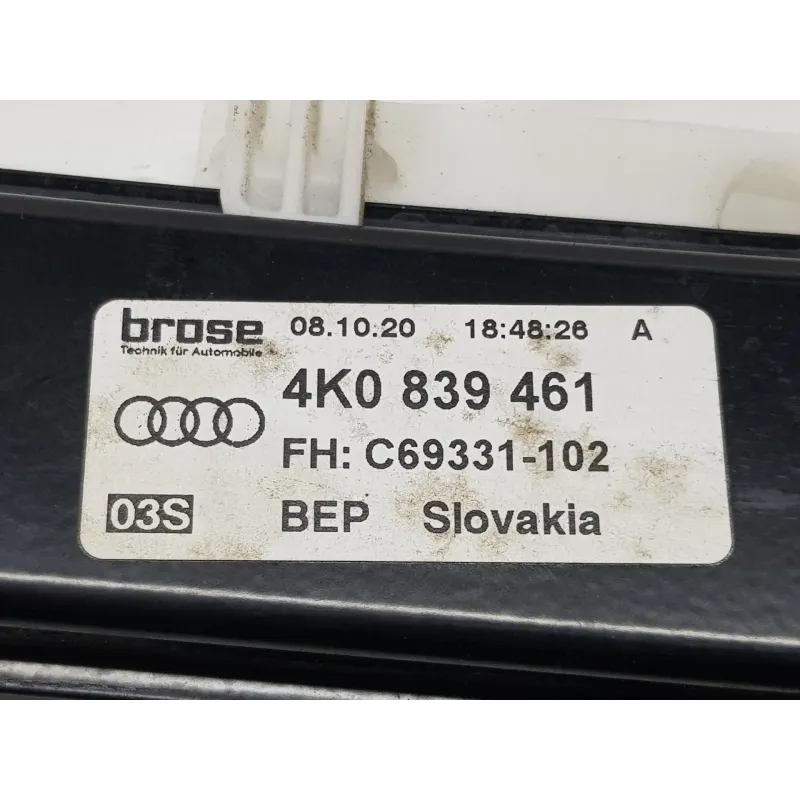 brose 08.10.20 18:48:26 A
Technik für Automobile
4K0 839 461
FH: C69331-102
03S BEP Slovakia